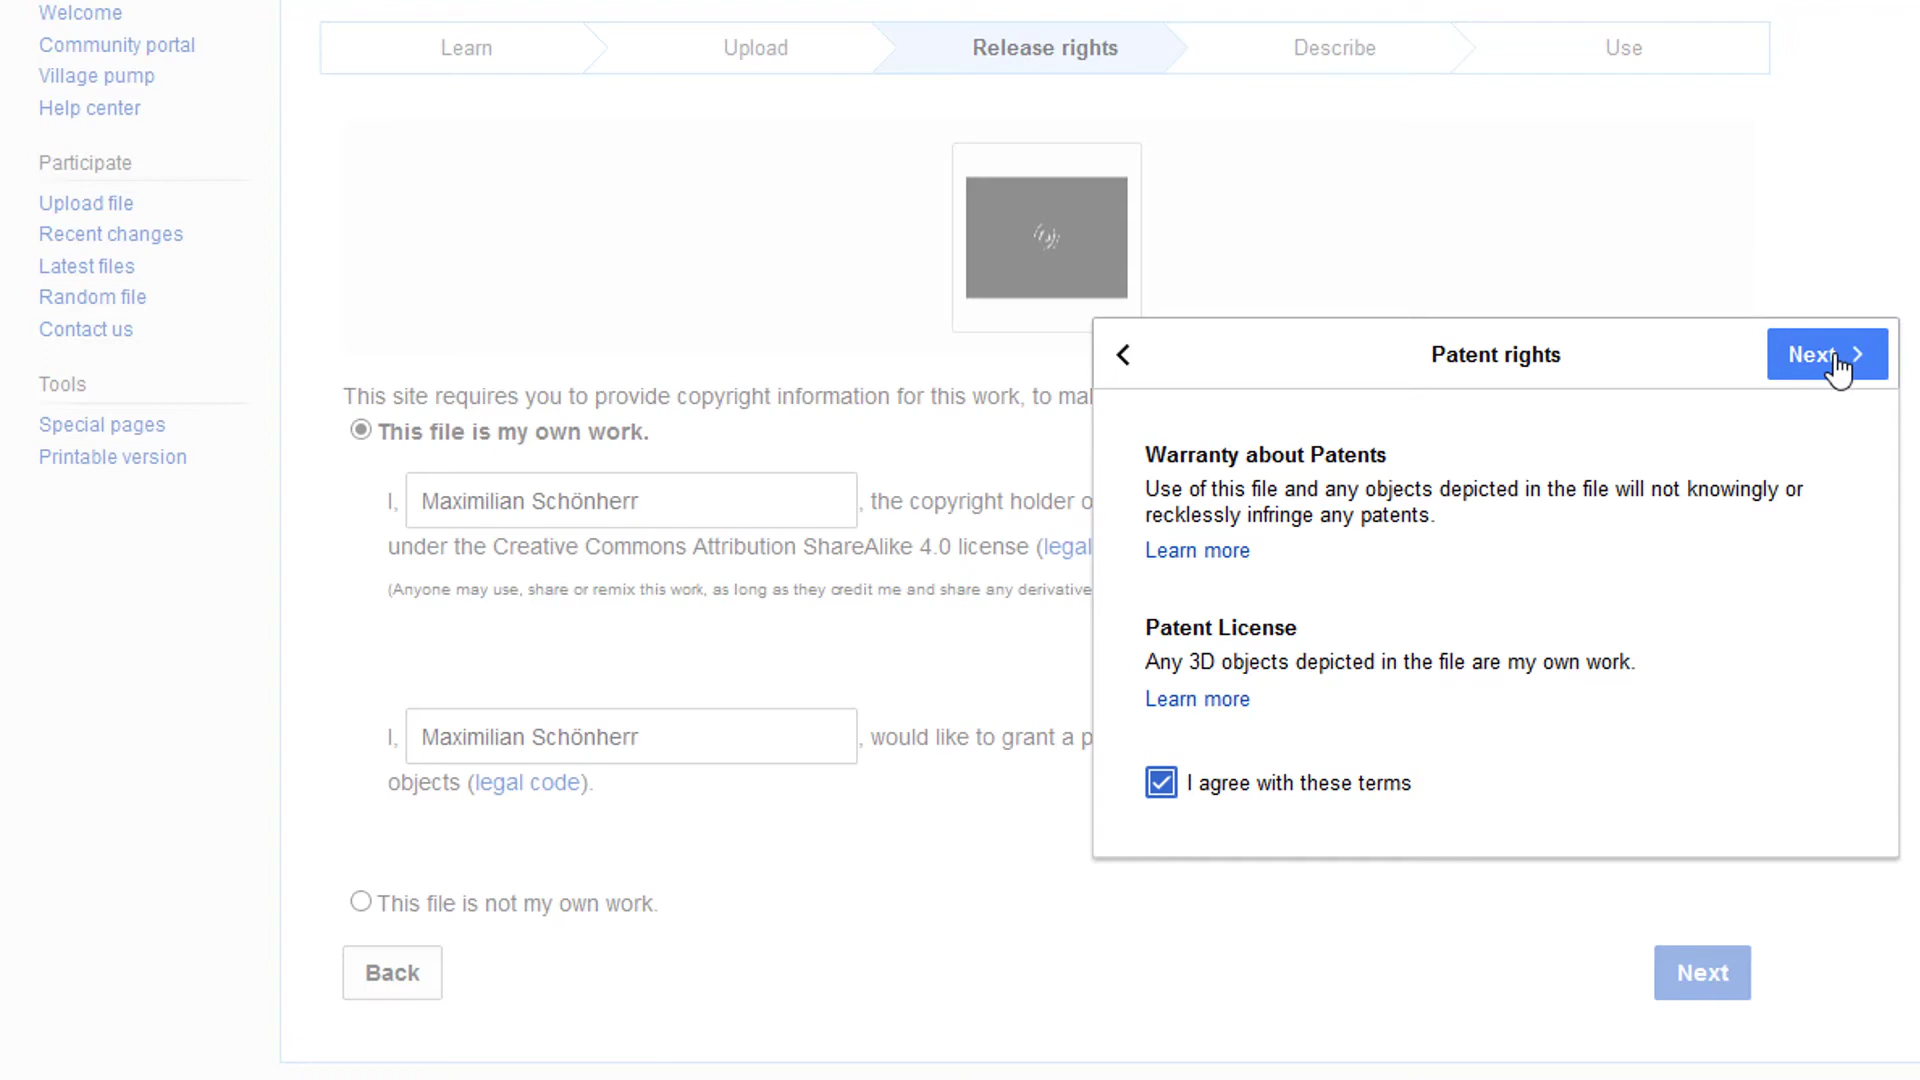 Welcome
Community portal
Village pump
Help center
Participate
Upload file
Recent changes
Latest files
Random file
Contact us
Tools
Special pages
Printable version
Learn
Upload
Release rights
Describe
Use
This site requires you to provide copyright information for this work, to
This file is my own work.
I, Maximilian Schönherr, the copyright holder
under the Creative Commons Attribution ShareAlike 4.0 license (legal
(Anyone may use, share or remix this work, as long as they credit me and share any derivative
I, Maximilian Schönherr, would like to grant a
objects (legal code).
This file is not my own work.
Back
Next
Patent rights
Next
Warranty about Patents
Use of this file and any objects depicted in the file will not knowingly or
recklessly infringe any patents.
Learn more
Patent License
Any 3D objects depicted in the file are my own work.
Learn more
I agree with these terms